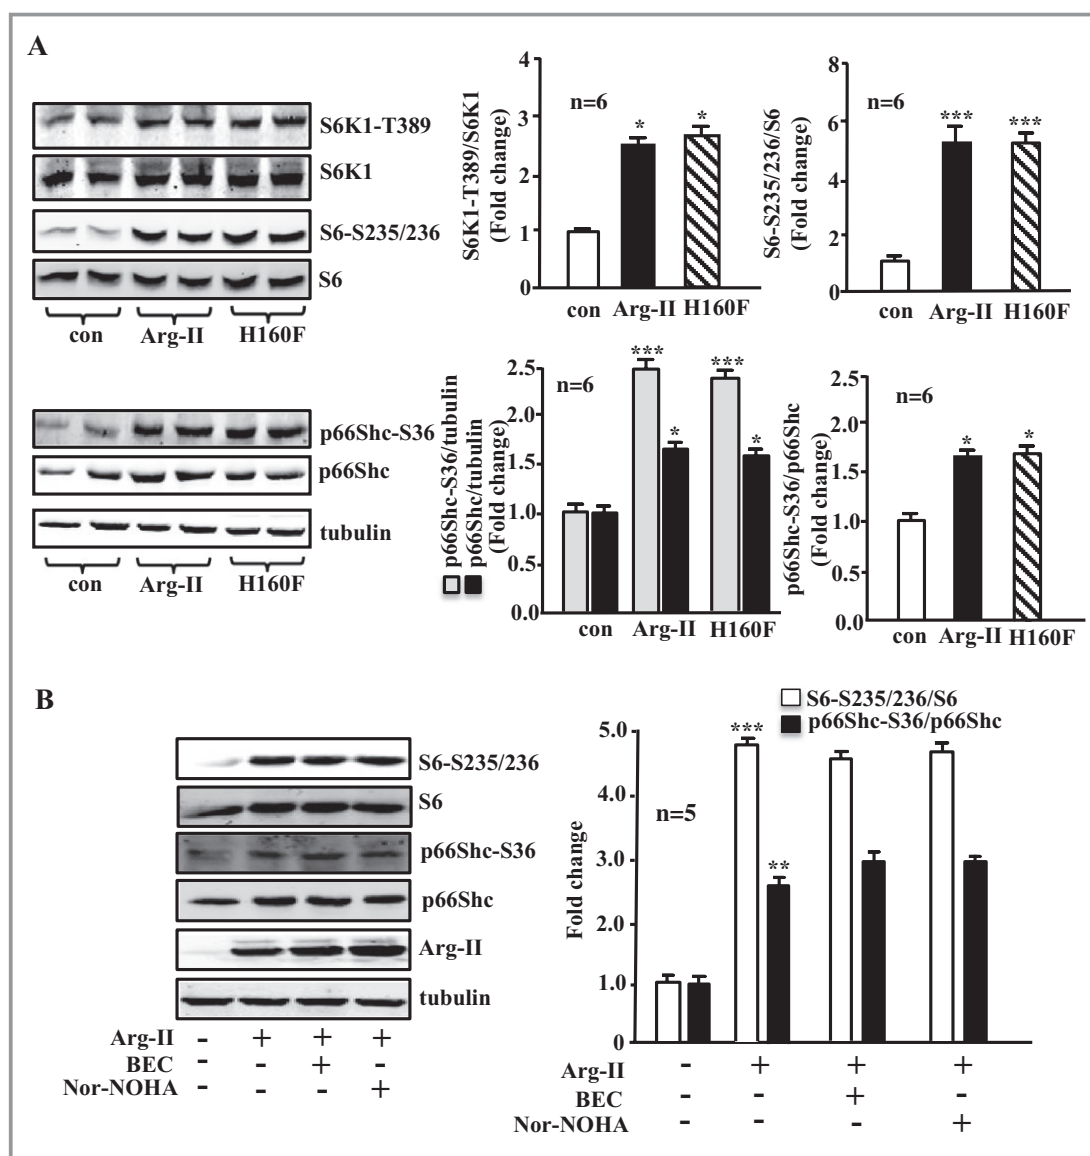 A
S6K1-T389
S6K1
S6-S235/236
S6
con Arg-II H160F
S6K1-T389/S6K1
(Fold change)
4
3
2
1
0
n=6
*
*
con Arg-II H160F
S6-S235/236/S6
(Fold change)
8
6
4
2
0
n=6
***
***
con Arg-II H160F
p66Shc-S36
p66Shc
tubulin
con Arg-II H160F
p66Shc-S36/tubulin
p66Shc/tubulin
(Fold change)
2.5
2.0
1.5
1.0
0.5
0.0
n=6
***
*
***
*
con Arg-II H160F
p66Shc-S36/p66Shc
(Fold change)
2.5
2.0
1.5
1.0
0.5
0.0
n=6
*
*
con Arg-II H160F
B
S6-S235/236
S6
p66Shc-S36
p66Shc
Arg-II
tubulin
Arg-II - + + +
BEC - - + -
Nor-NOHA - - - +
S6-S235/236/S6
p66Shc-S36/p66Shc
Fold change
5.0
4.0
3.0
2.0
1.0
0
n=5
***
**
Arg-II - + + +
BEC - - + -
Nor-NOHA - - - +